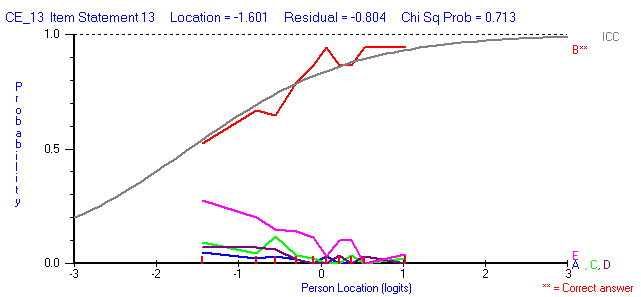 CE_13 Item Statement 13 Location = -1.601 Residual = -0.804 Chi Sq Prob = 0.713
1.0
ICC
B**
Probability
0.5
0.0
E
A ,C,D
-3 -2 -1 0 1 2 3
Person Location (logits)
** = Correct answer